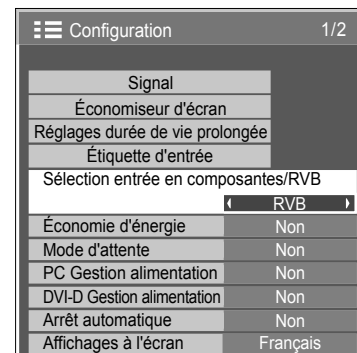 Configuration 1/2
Signal
Économiseur d'écran
Réglages durée de vie prolongée
Étiquette d'entrée
Sélection entrée en composantes/RVB
RVB
Économie d'énergie Non
Mode d'attente Non
PC Gestion alimentation Non
DVI-D Gestion alimentation Non
Arrêt automatique Non
Affichages à l'écran Français